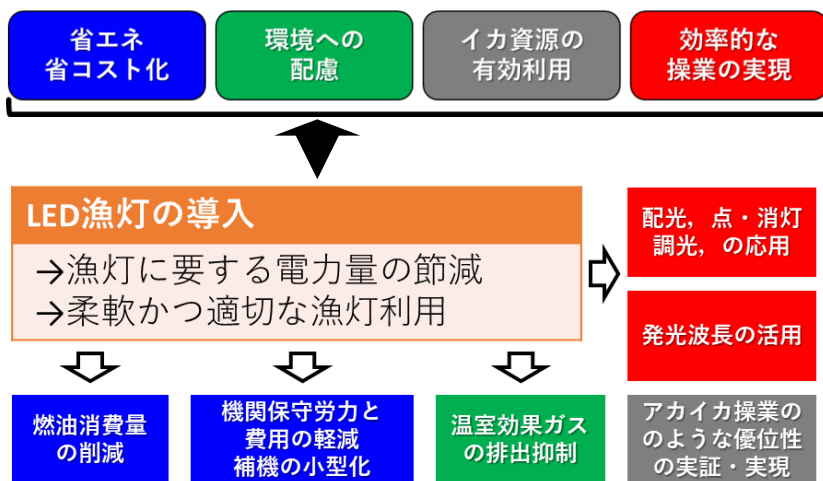 省エネ
省コスト化
環境への
配慮
イカ資源の
有効利用
効率的な
操業の実現
LED漁灯の導入
→漁灯に要する電力量の節減
→柔軟かつ適切な漁灯利用
配光，点・消灯
調光，の応用
発光波長の活用
燃油消費量
の削減
機関保守労力と
費用の軽減
補機の小型化
温室効果ガス
の排出抑制
アカイカ操業の
のような優位性
の実証・実現